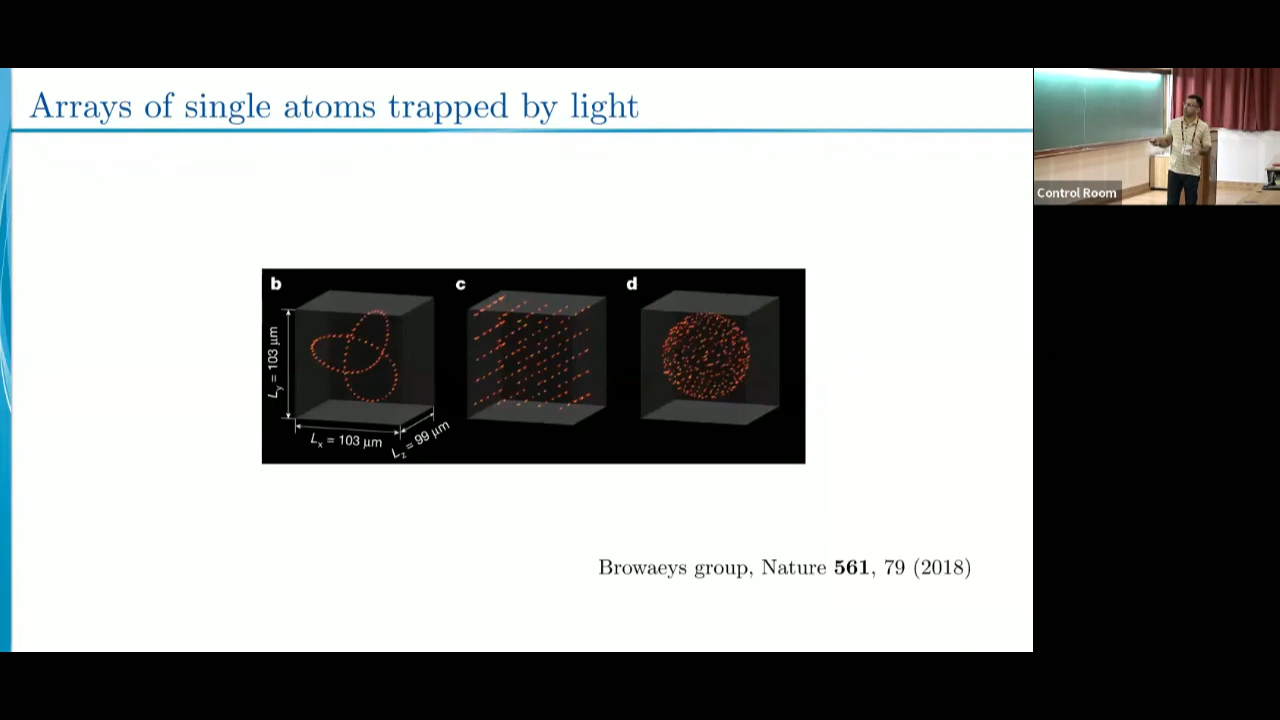 Arrays of single atoms trapped by light
Control Room
b
c
d
Ly = 103 µm
Lx = 103 µm
Lz = 99 µm
Browaeys group, Nature 561, 79 (2018)